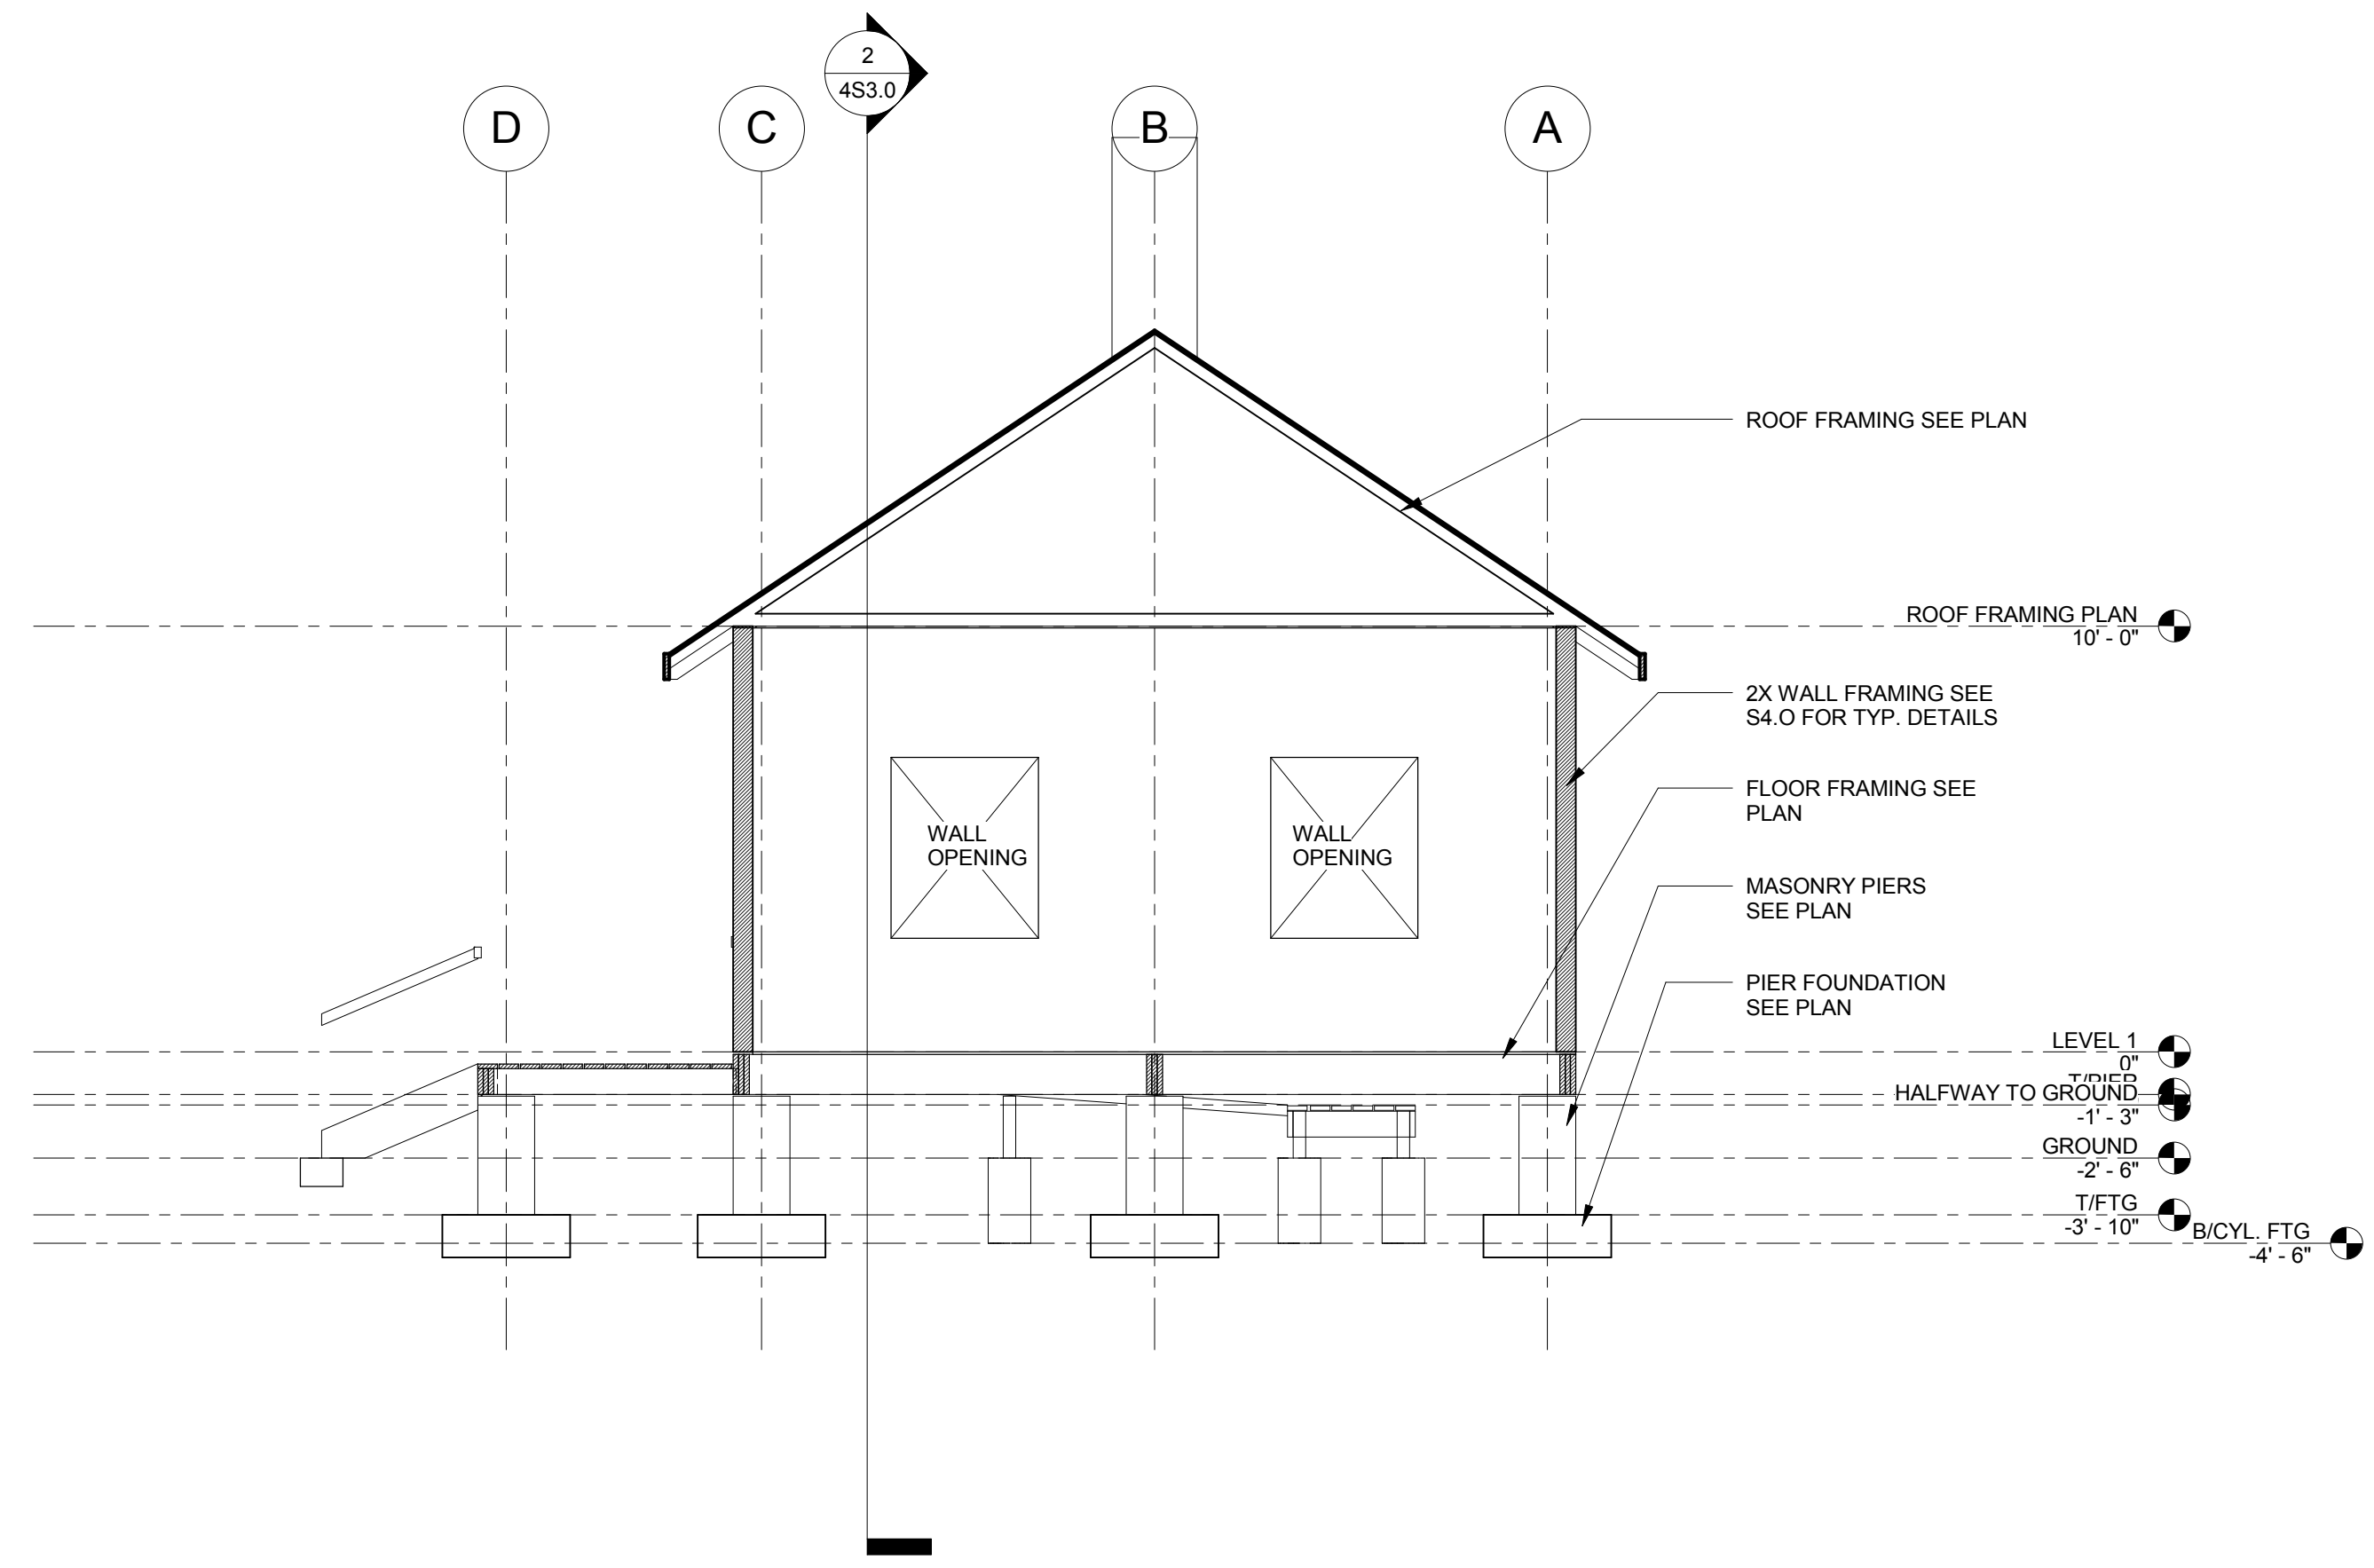 2
4S3.0
D
C
B
A
ROOF FRAMING SEE PLAN
ROOF FRAMING PLAN
10' - 0"
2X WALL FRAMING SEE
S4.O FOR TYP. DETAILS
FLOOR FRAMING SEE
PLAN
WALL
OPENING
WALL
OPENING
MASONRY PIERS
SEE PLAN
PIER FOUNDATION
SEE PLAN
LEVEL 1
0"
T/PIER
HALFWAY TO GROUND
-1' - 3"
GROUND
-2' - 6"
T/FTG
-3' - 10"
B/CYL. FTG
-4' - 6"